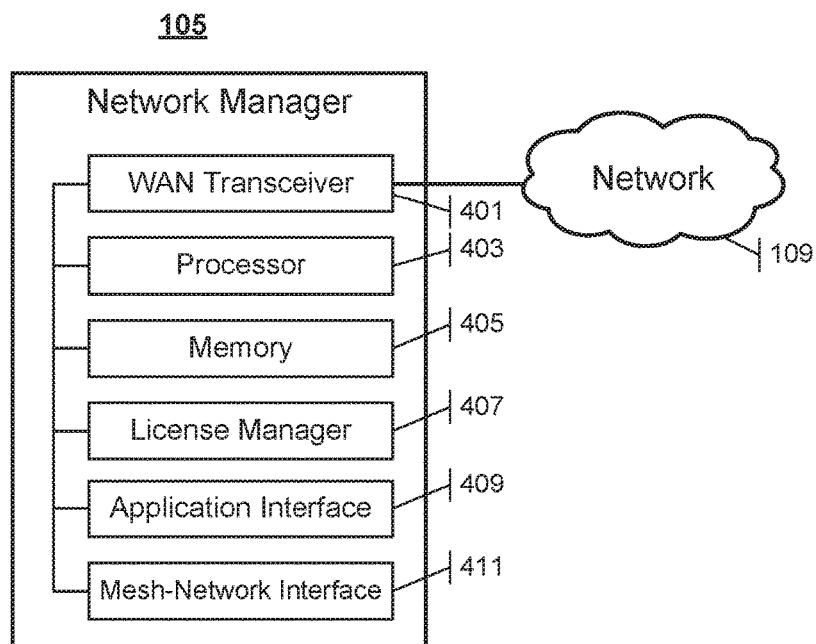 105
Network Manager
WAN Transceiver
Network
401
Processor
403
109
Memory
405
License Manager
407
Application Interface
409
Mesh-Network Interface
411